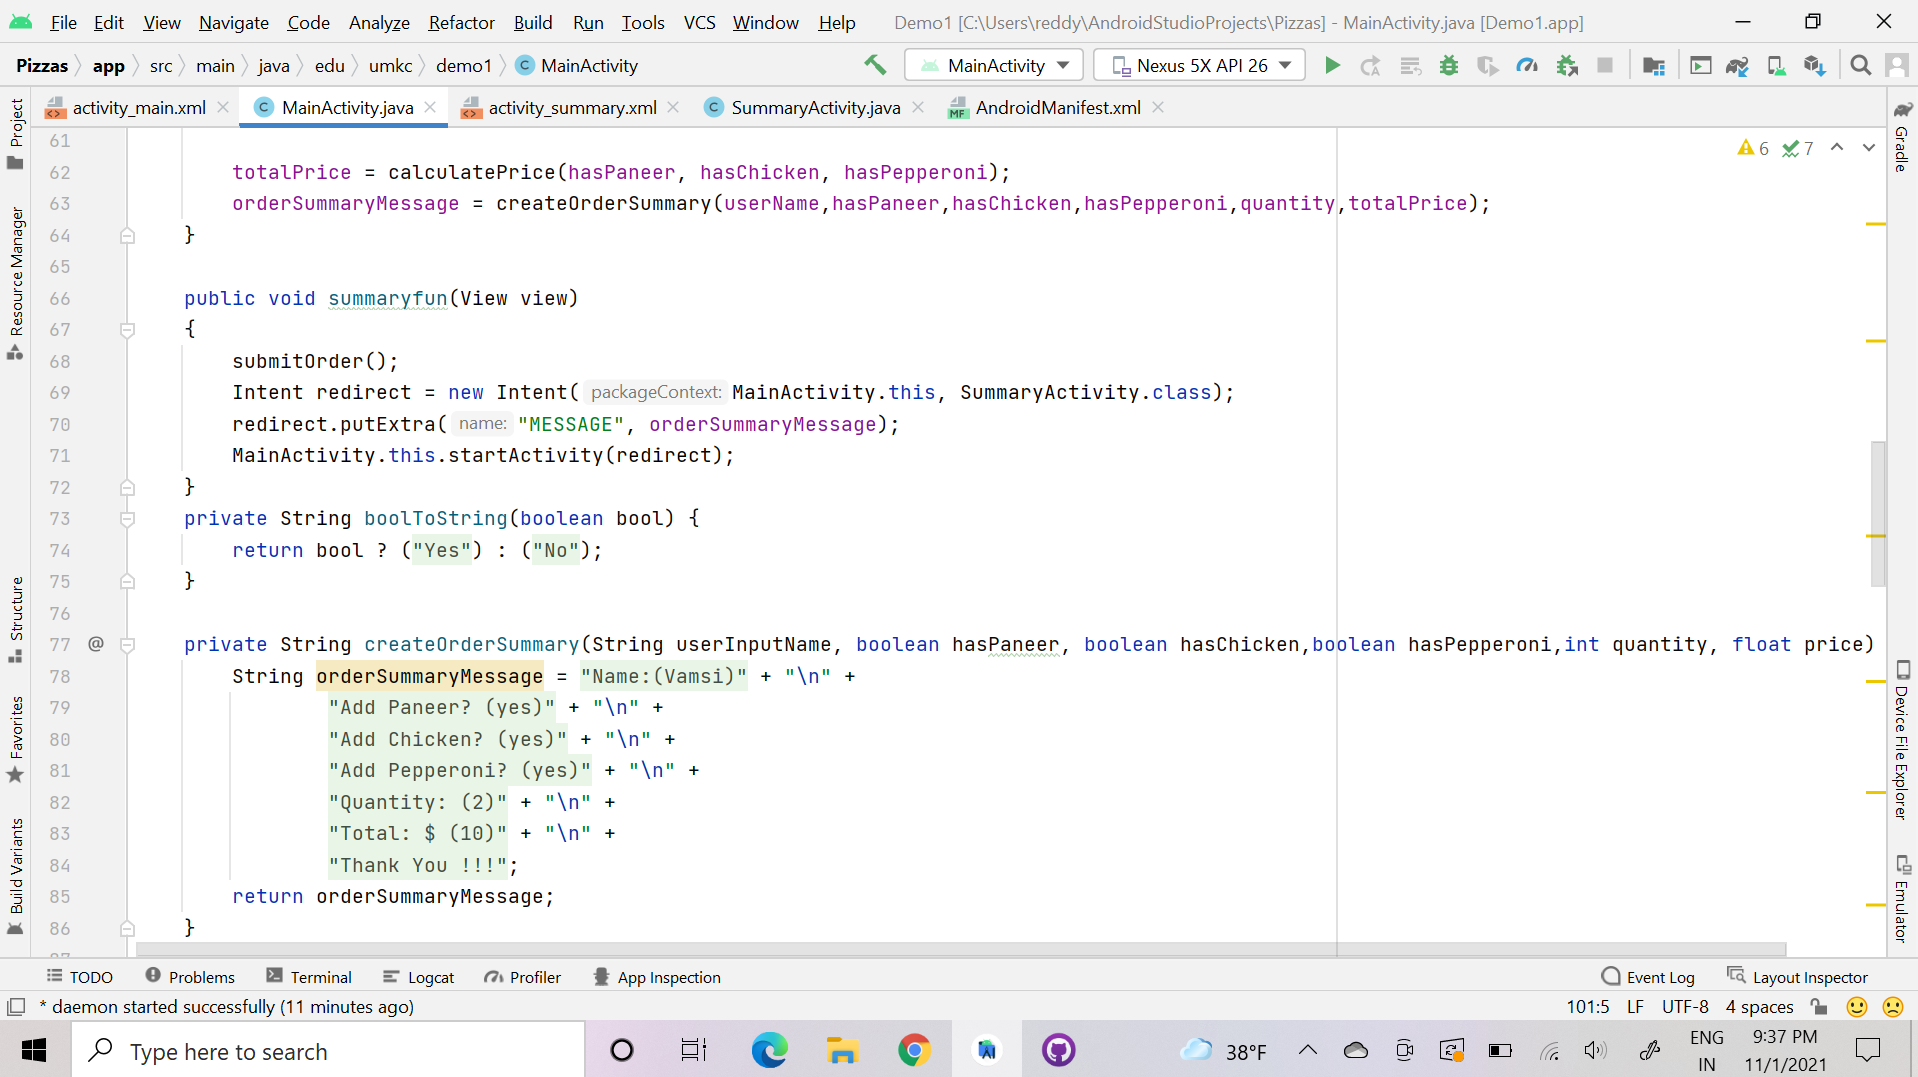 File Edit View Navigate Code Analyze Refactor Build Run Tools VCS Window Help Demo1 [C:\Users\reddy\AndroidStudioProjects\Pizzas] - MainActivity.java [Demo1.app]
Pizzas app src main java edu umkc demo1 C MainActivity MainActivity Nexus 5X API 26
activity_main.xml C MainActivity.java activity_summary.xml C SummaryActivity.java MF AndroidManifest.xml
Project
Resource Manager
Structure
Favorites
Build Variants
6 7
61
62 totalPrice = calculatePrice(hasPaneer, hasChicken, hasPepperoni);
63 orderSummaryMessage = createOrderSummary(userName,hasPaneer,hasChicken,hasPepperoni,quantity,totalPrice);
64 }
65
66 public void summaryfun(View view)
67 {
68 submitOrder();
69 Intent redirect = new Intent( packageContext: MainActivity.this, SummaryActivity.class);
70 redirect.putExtra( name: "MESSAGE", orderSummaryMessage);
71 MainActivity.this.startActivity(redirect);
72 }
73 private String boolToString(boolean bool) {
74 return bool ? ("Yes") : ("No");
75 }
76
77 @ private String createOrderSummary(String userInputName, boolean hasPaneer, boolean hasChicken,boolean hasPepperoni,int quantity, float price)
78 String orderSummaryMessage = "Name:(Vamsi)" + "\n" +
79 "Add Paneer? (yes)" + "\n" +
80 "Add Chicken? (yes)" + "\n" +
81 "Add Pepperoni? (yes)" + "\n" +
82 "Quantity: (2)" + "\n" +
83 "Total: $ (10)" + "\n" +
84 "Thank You !!!";
85 return orderSummaryMessage;
86 }
Gradle
Device File Explorer
Emulator
TODO Problems Terminal Logcat Profiler App Inspection Event Log Layout Inspector
* daemon started successfully (11 minutes ago) 101:5 LF UTF-8 4 spaces
Type here to search 38°F ENG IN 9:37 PM 11/1/2021